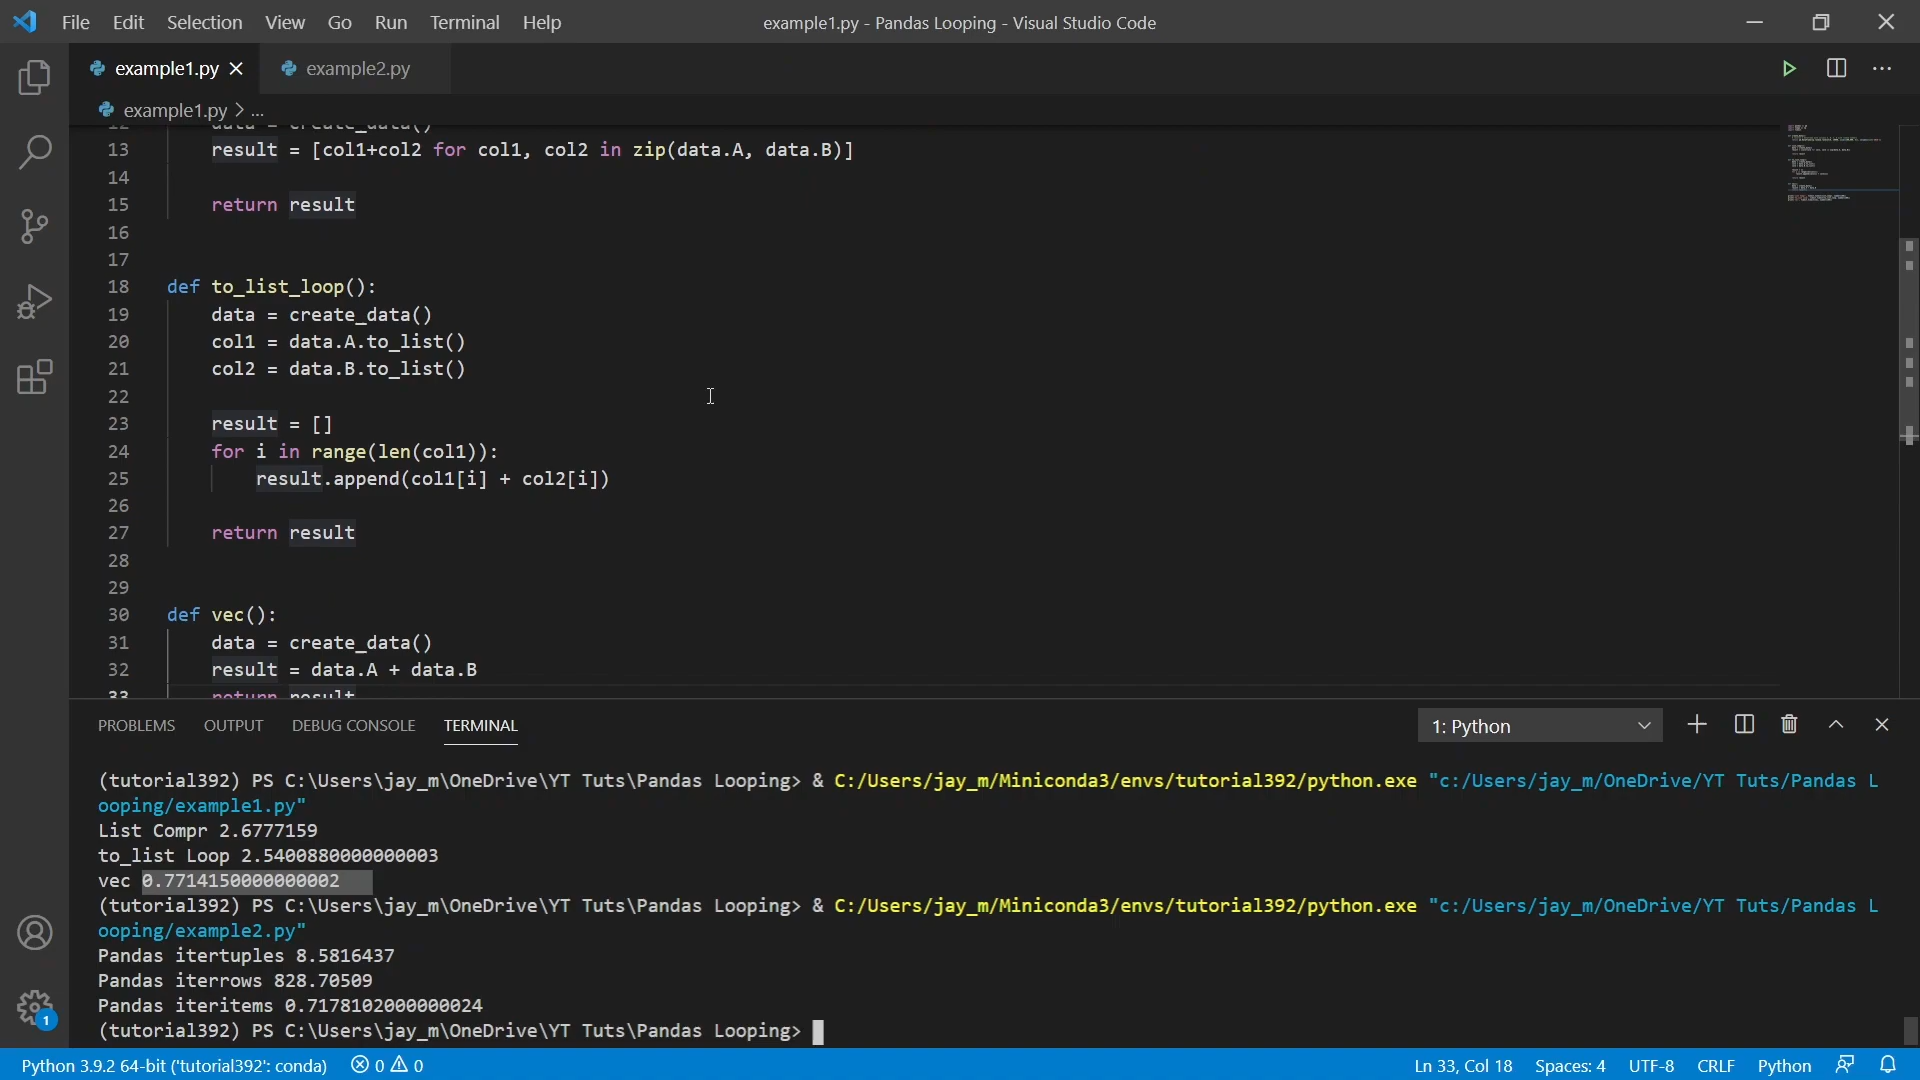 File Edit Selection View Go Run Terminal Help
example1.py - Pandas Looping - Visual Studio Code
example1.py
example2.py
example1.py > ...
12 data = create_data()
13 result = [col1+col2 for col1, col2 in zip(data.A, data.B)]
14
15 return result
16
17
18 def to_list_loop():
19 data = create_data()
20 col1 = data.A.to_list()
21 col2 = data.B.to_list()
22
23 result = []
24 for i in range(len(col1)):
25 result.append(col1[i] + col2[i])
26
27 return result
28
29
30 def vec():
31 data = create_data()
32 result = data.A + data.B
33 return result
PROBLEMS OUTPUT DEBUG CONSOLE TERMINAL
1: Python
(tutorial392) PS C:\Users\jay_m\OneDrive\YT Tuts\Pandas Looping> & C:/Users/jay_m/Miniconda3/envs/tutorial392/python.exe "c:/Users/jay_m/OneDrive/YT Tuts/Pandas L
ooping/example1.py"
List Compr 2.6777159
to_list Loop 2.5400880000000003
vec 0.7714150000000002
(tutorial392) PS C:\Users\jay_m\OneDrive\YT Tuts\Pandas Looping> & C:/Users/jay_m/Miniconda3/envs/tutorial392/python.exe "c:/Users/jay_m/OneDrive/YT Tuts/Pandas L
ooping/example2.py"
Pandas itertuples 8.5816437
Pandas iterrows 828.70509
Pandas iteritems 0.7178102000000024
(tutorial392) PS C:\Users\jay_m\OneDrive\YT Tuts\Pandas Looping>
1
Python 3.9.2 64-bit ('tutorial392': conda) 0 0
Ln 33, Col 18 Spaces: 4 UTF-8 CRLF Python